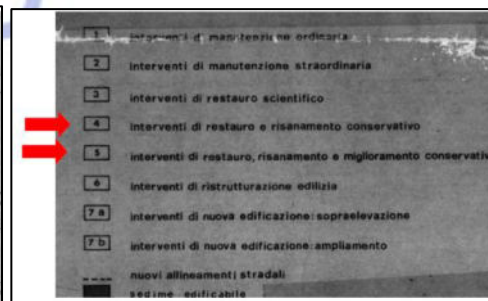 1 interventi di manutenzione ordinaria
2 interventi di manutenzione straordinaria
3 interventi di restauro scientifico
4 interventi di restauro e risanamento conservativo
5 interventi di restauro, risanamento e miglioramento conservativ
6 interventi di ristrutturazione edilizia
7a interventi di nuova edificazione: sopraelevazione
7b interventi di nuova edificazione: ampliamento
nuovi allineamenti stradali
sedime edificabile